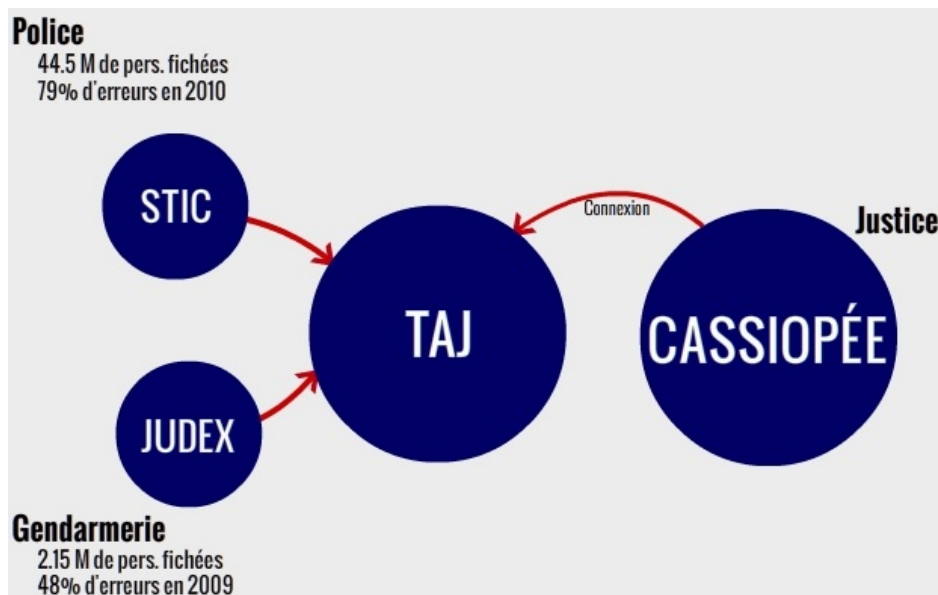 Police
44.5 M de pers. fichées
79% d'erreurs en 2010
STIC
Connexion
Justice
TAJ
CASSIOPÉE
JUDEX
Gendarmerie
2.15 M de pers. fichées
48% d'erreurs en 2009